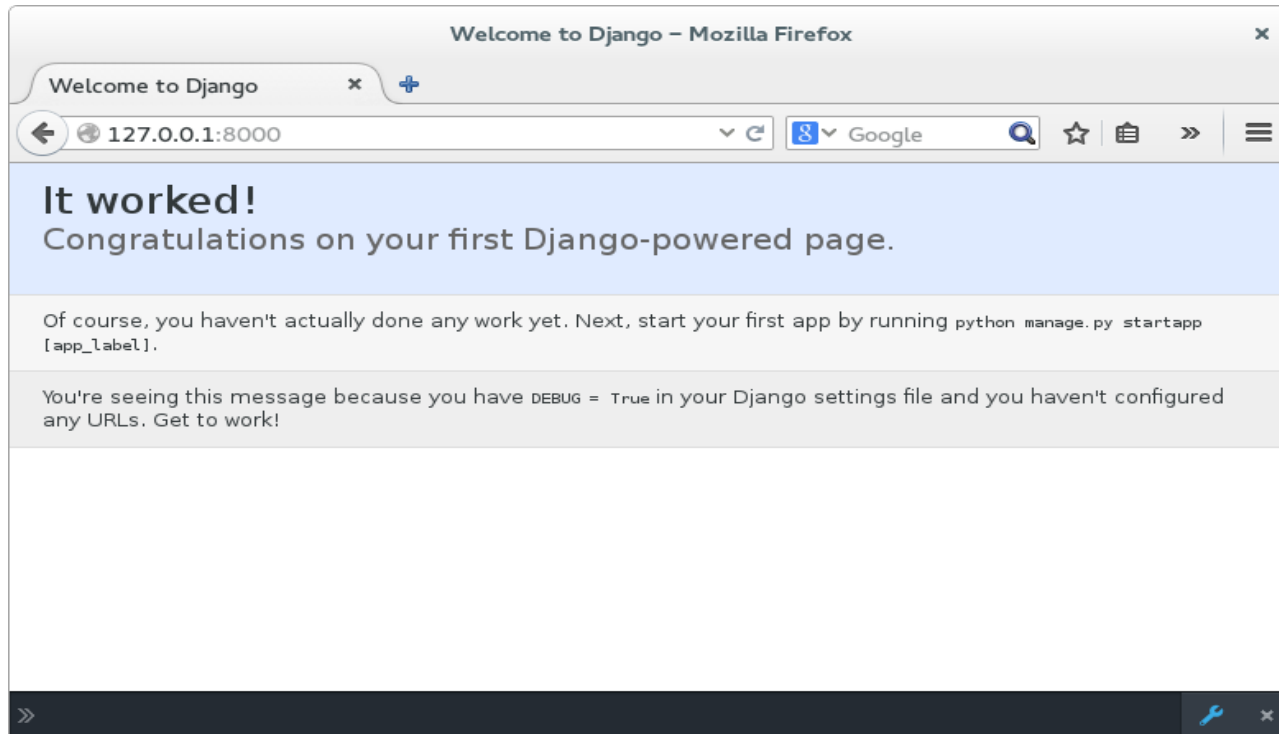 Welcome to Django – Mozilla Firefox
Welcome to Django
127.0.0.1:8000
Google
It worked!
Congratulations on your first Django-powered page.
Of course, you haven't actually done any work yet. Next, start your first app by running python manage.py startapp
[app_label].
You're seeing this message because you have DEBUG = True in your Django settings file and you haven't configured
any URLs. Get to work!